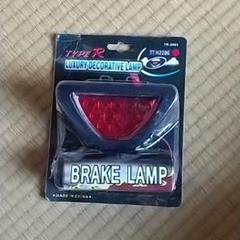 TYPE R
LUXURY DECORATIVE LAMP
BRAKE LAMP
MADE IN CHINA